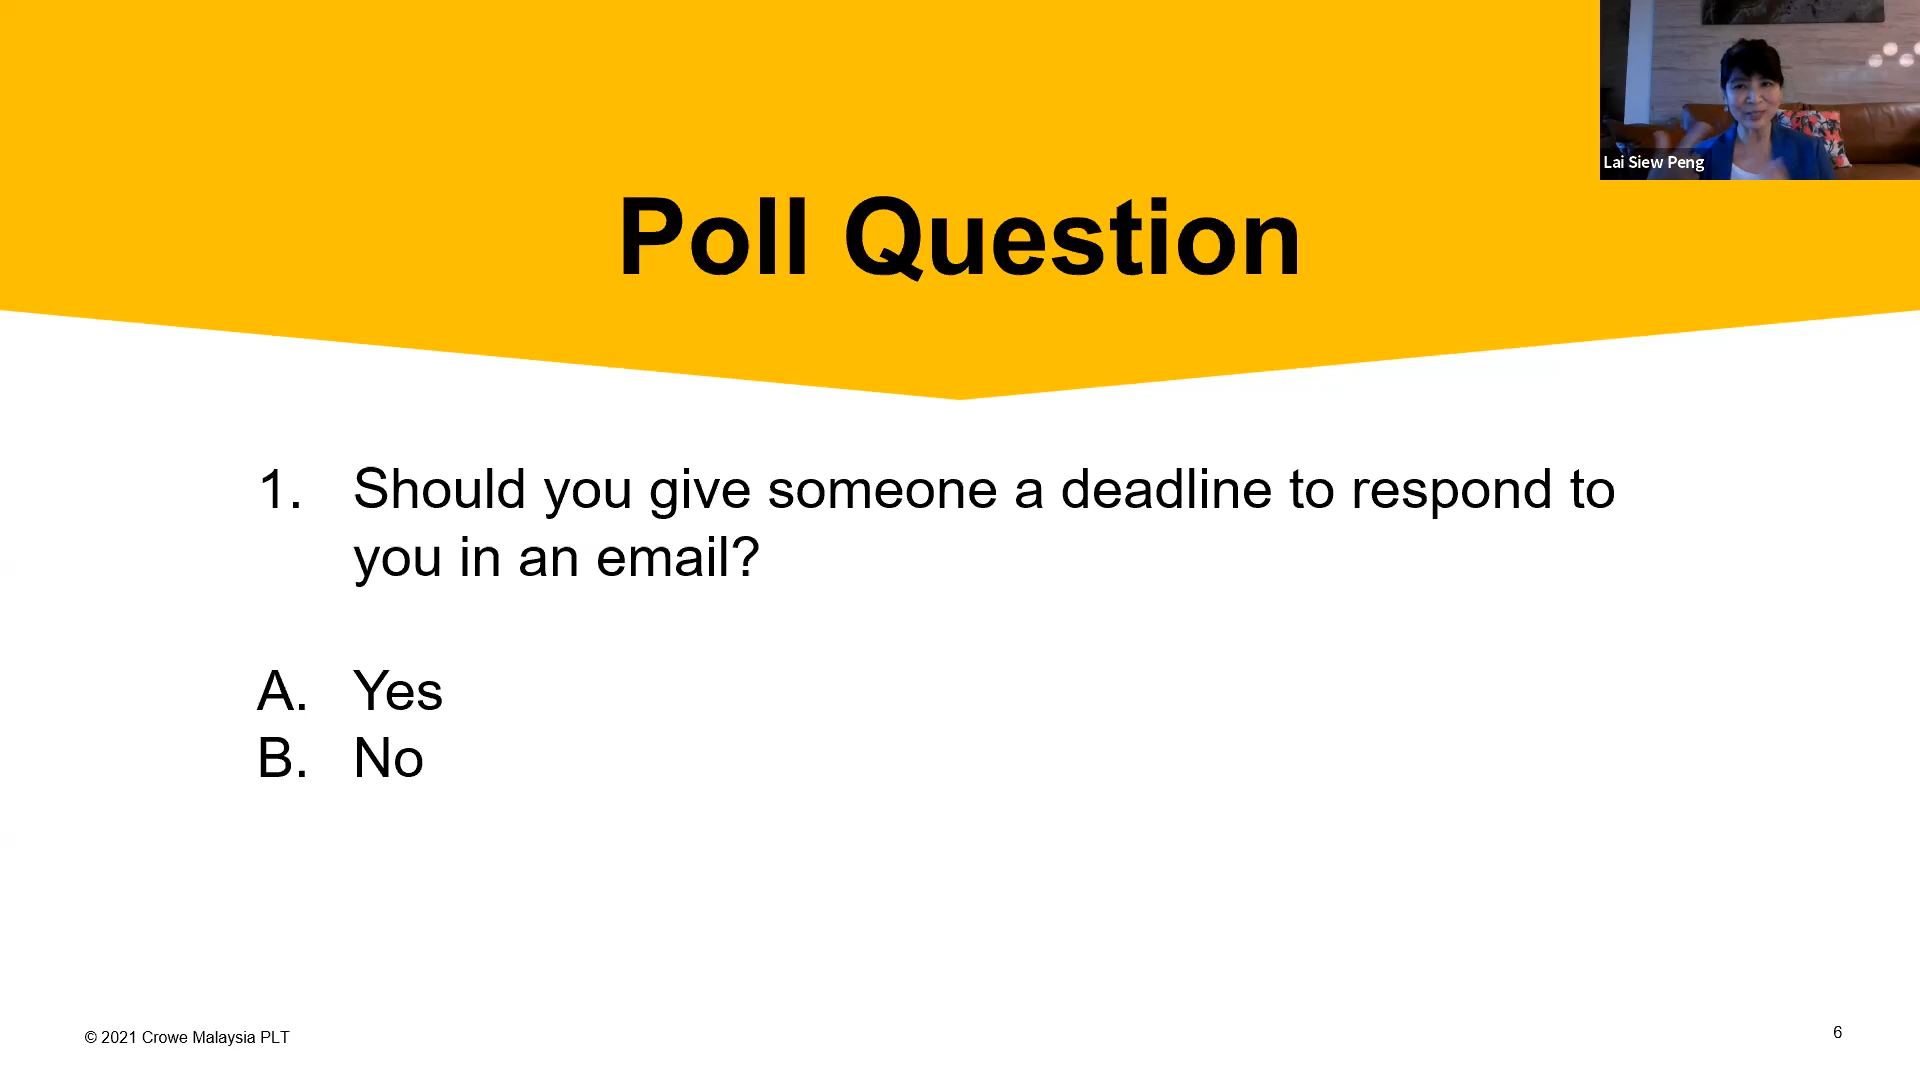 Lai Siew Peng
Poll Question
1. Should you give someone a deadline to respond to
you in an email?
A. Yes
B. No
© 2021 Crowe Malaysia PLT
6